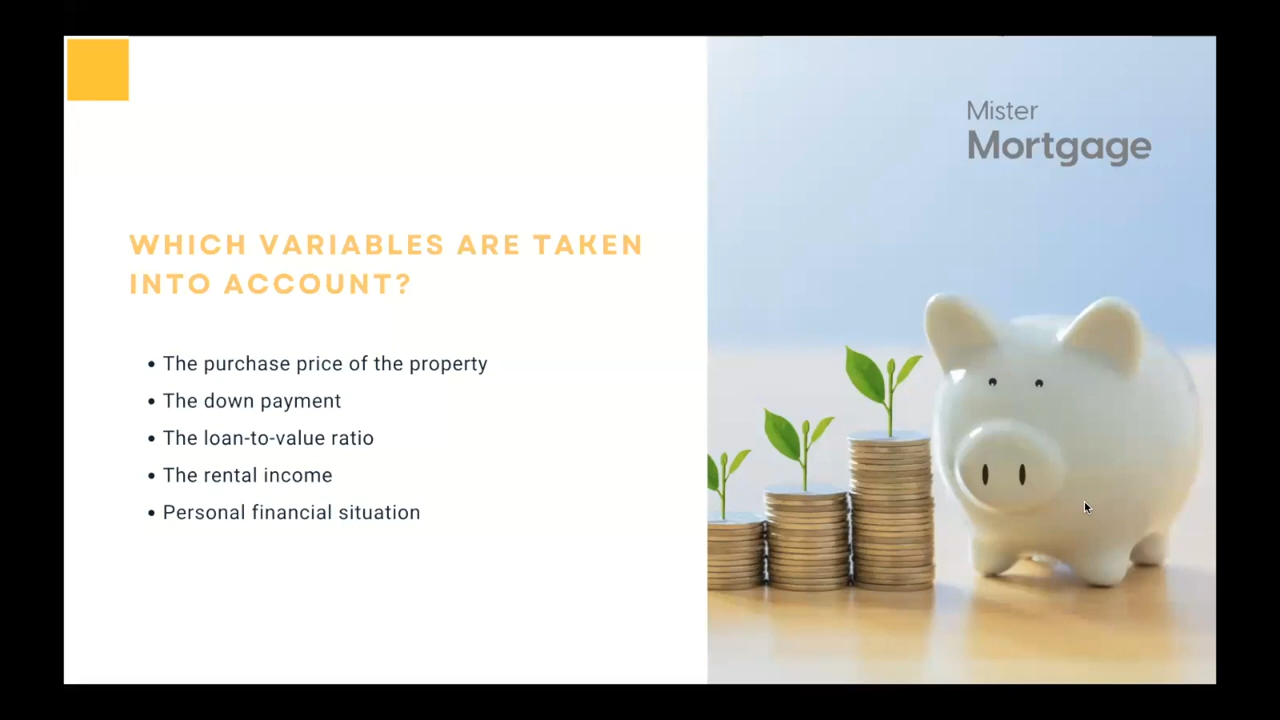 Mister
Mortgage
WHICH VARIABLES ARE TAKEN
INTO ACCOUNT?
• The purchase price of the property
• The down payment
• The loan-to-value ratio
• The rental income
• Personal financial situation